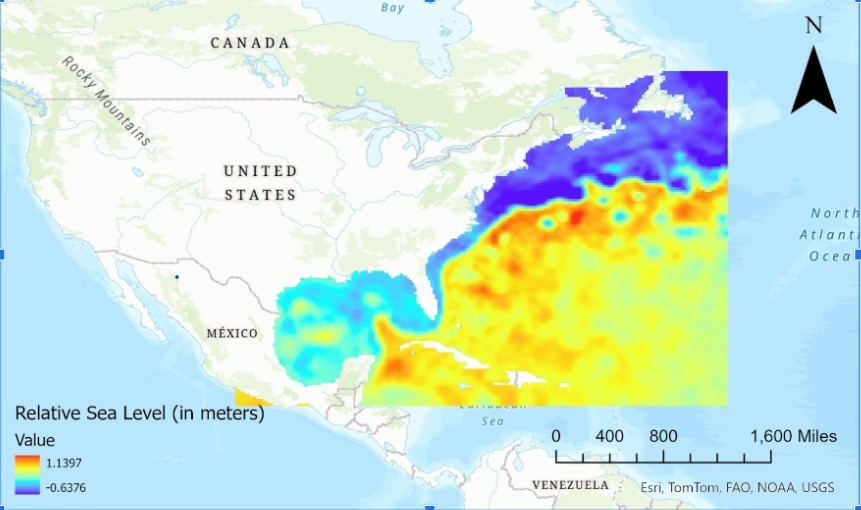 Bay
N
CANADA
Rocky Mountains
UNITED
STATES
North
Atlanti
Ocea
MÉXICO
Caribbean
Sea
Relative Sea Level (in meters)
Value
1.1397
-0.6376
0 400 800 1,600 Miles
VENEZUELA
Esri, TomTom, FAO, NOAA, USGS